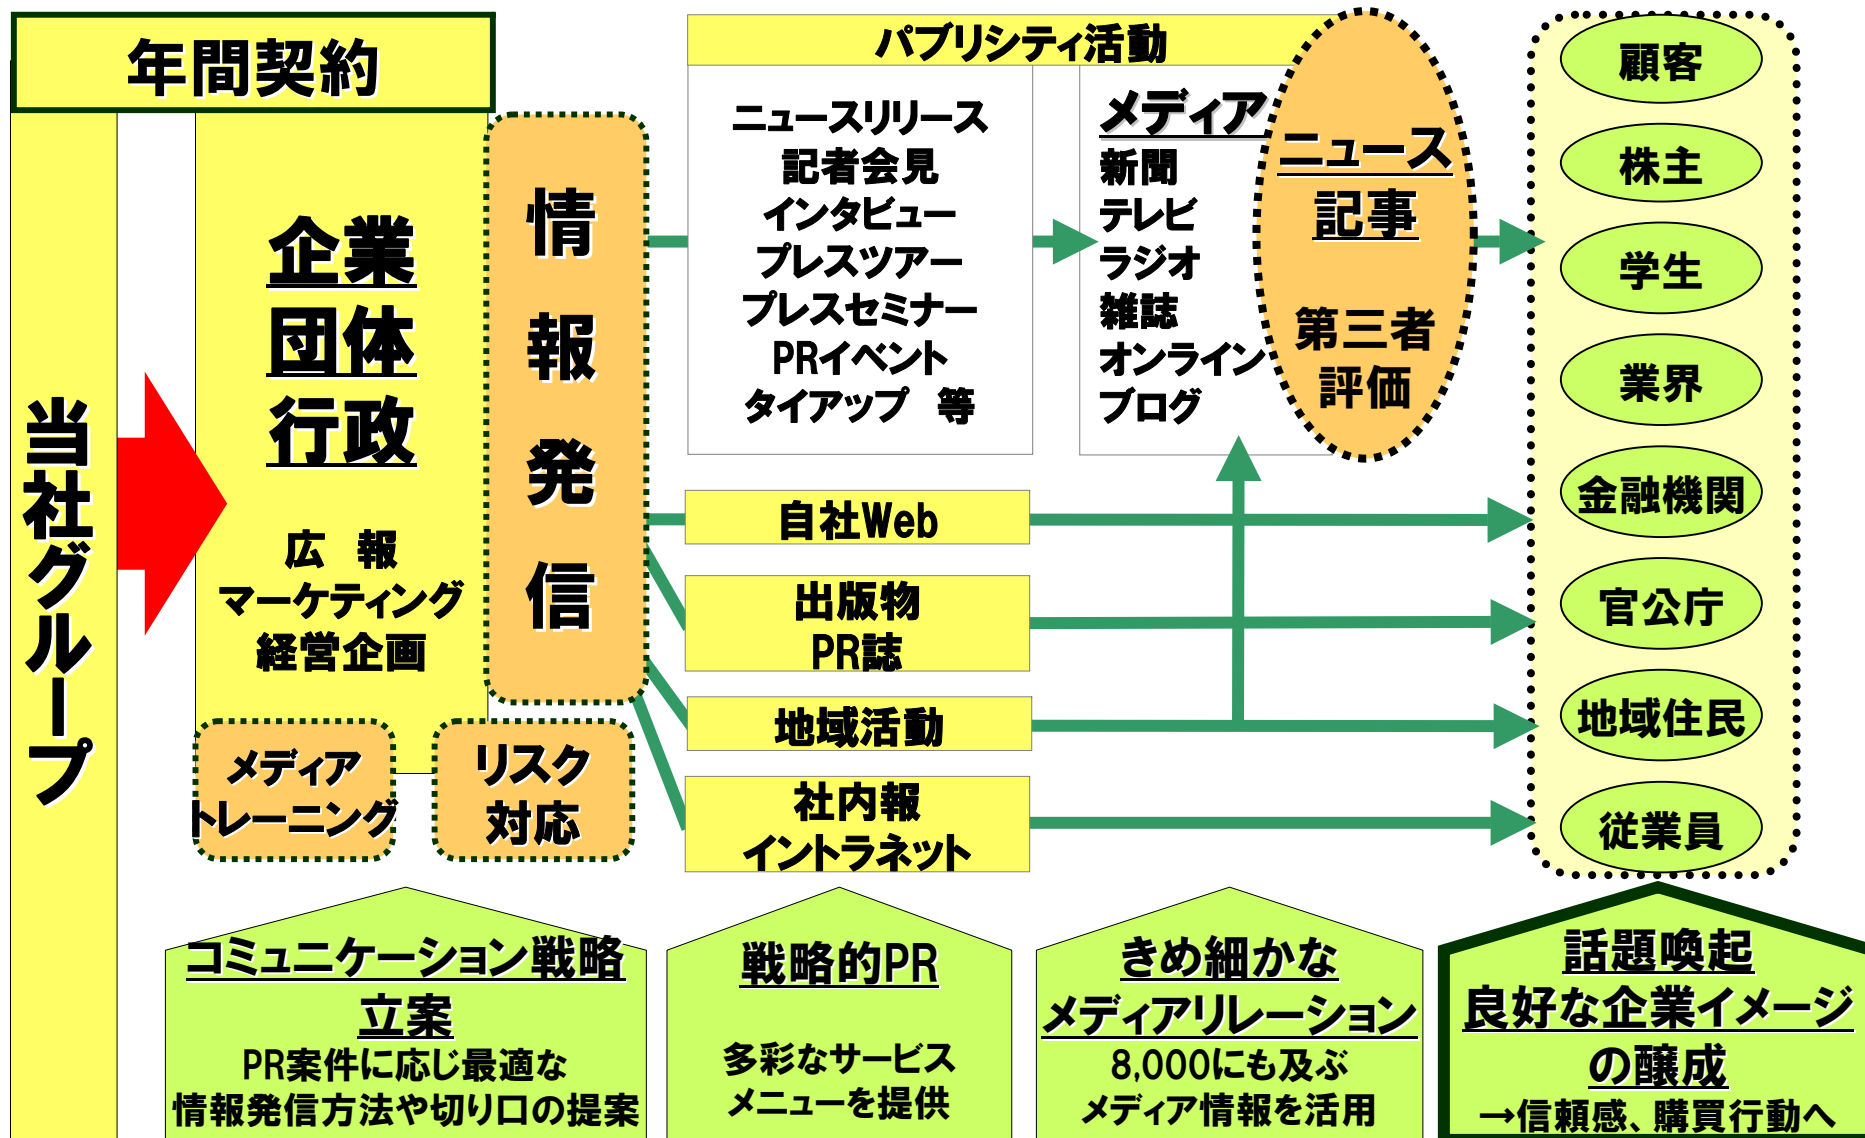 年間契約
当社グループ
企業
団体
行政
広　報
マーケティング
経営企画
情報発信
メディア
トレーニング
リスク
対応
パブリシティ活動
ニュースリリース
記者会見
インタビュー
プレスツアー
プレスセミナー
PRイベント
タイアップ　等
メディア
新聞
テレビ
ラジオ
雑誌
オンライン
ブログ
ニュース
記事
第三者
評価
自社Web
出版物
PR誌
地域活動
社内報
イントラネット
顧客
株主
学生
業界
金融機関
官公庁
地域住民
従業員
コミュニケーション戦略
立案
PR案件に応じ最適な
情報発信方法や切り口の提案
戦略的PR
多彩なサービス
メニューを提供
きめ細かな
メディアリレーション
8,000にも及ぶ
メディア情報を活用
話題喚起
良好な企業イメージ
の醸成
→信頼感、購買行動へ